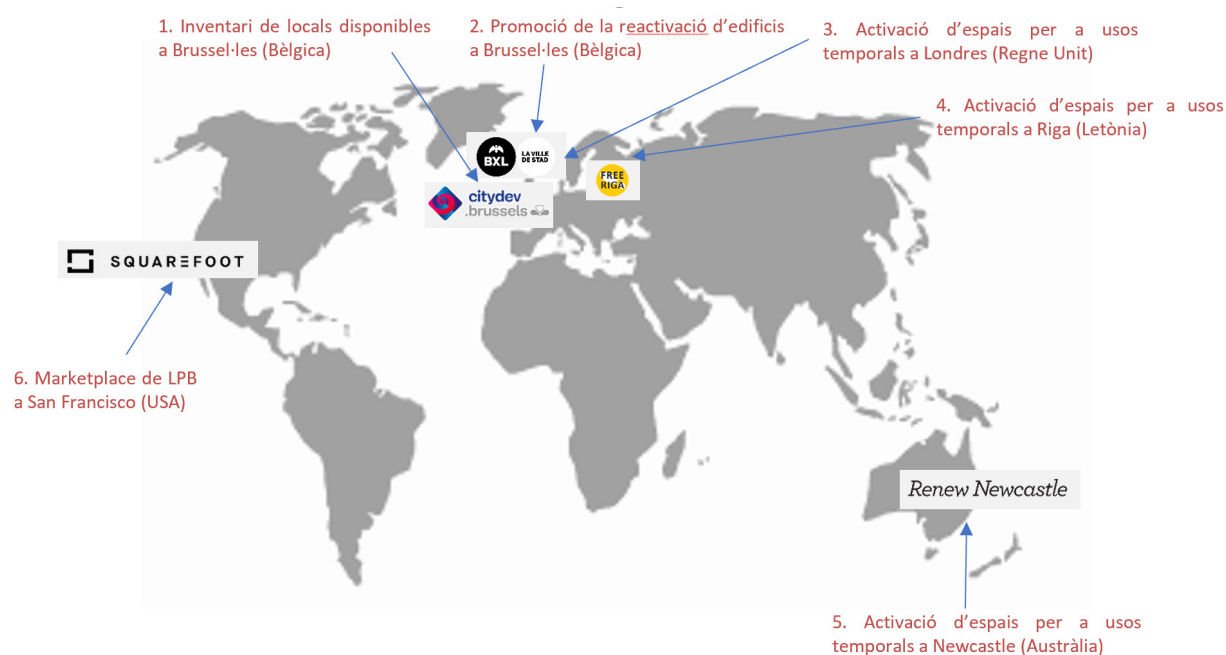 1. Inventari de locals disponibles
a Brussel·les (Bèlgica)
2. Promoció de la reactivació d'edificis
a Brussel·les (Bèlgica)
3. Activació d'espais per a usos
temporals a Londres (Regne Unit)
4. Activació d'espais per a usos
temporals a Riga (Letònia)
BXL
LA VILLE
DE STAD
FREE
RIGA
citydev
.brussels
SQUAREFOOT
6. Marketplace de LPB
a San Francisco (USA)
Renew Newcastle
5. Activació d'espais per a usos
temporals a Newcastle (Austràlia)